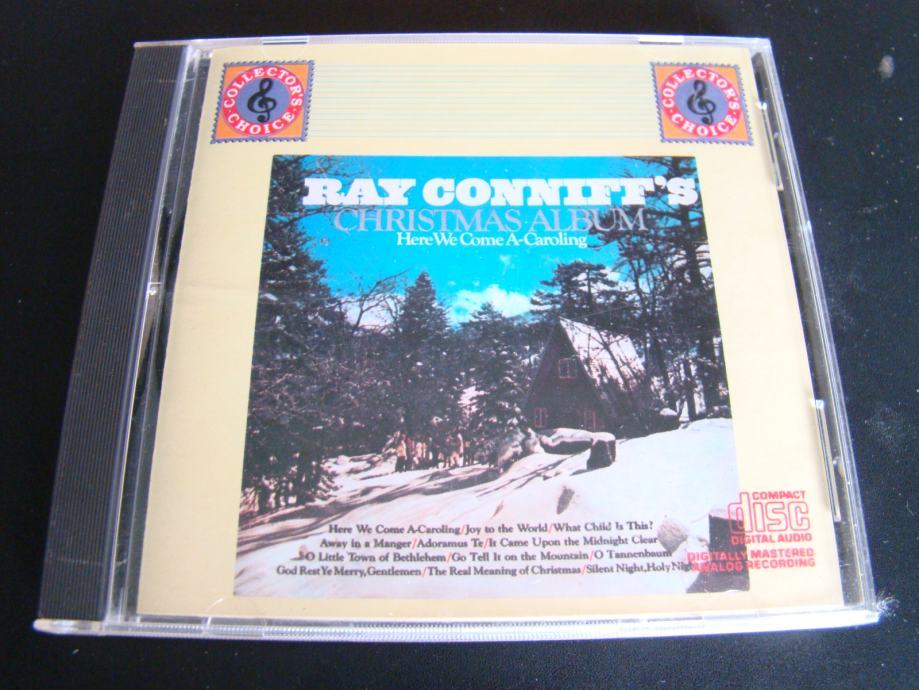 COLLECTOR'S · CHOICE ·
COLLECTOR'S · CHOICE ·
RAY CONNIFF'S
CHRISTMAS ALBUM
Here We Come A-Caroling
Here We Come A-Caroling/Joy to the World/What Child Is This?
Away in a Manger/Adoramus Te/It Came Upon the Midnight Clear
O Little Town of Bethlehem/Go Tell It on the Mountain/O Tannenbaum
God Rest Ye Merry, Gentlemen/The Real Meaning of Christmas/Silent Night, Holy Night
COMPACT
disc
DIGITAL AUDIO
DIGITALLY MASTERED
ANALOG RECORDING